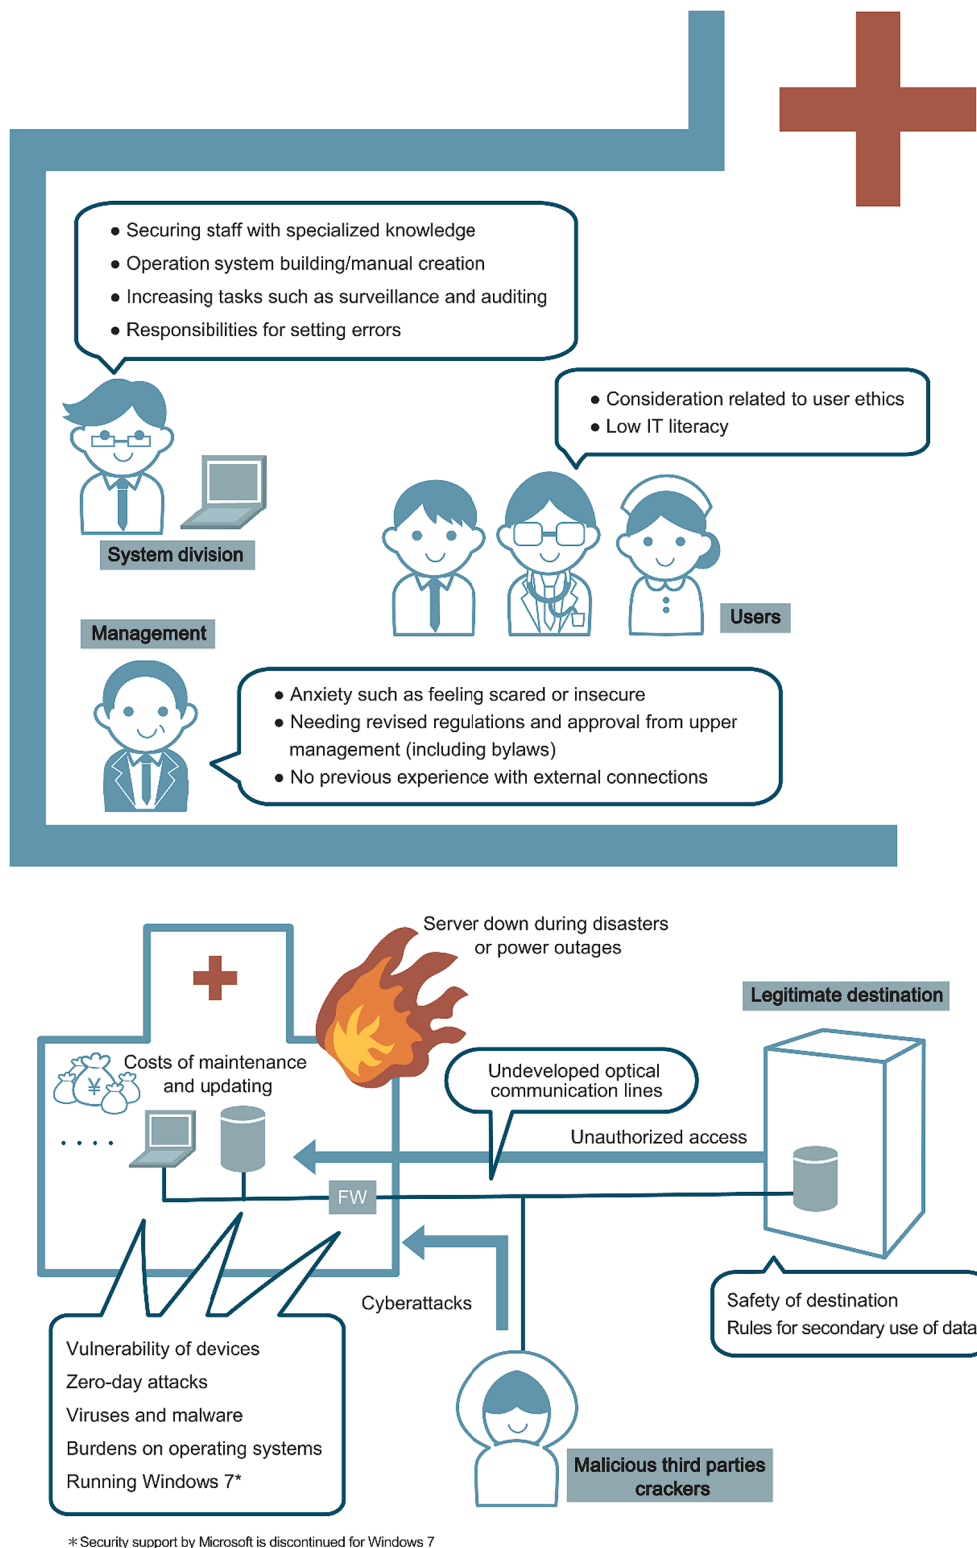 ● Securing staff with specialized knowledge
● Operation system building/manual creation
● Increasing tasks such as surveillance and auditing
● Responsibilities for setting errors
● Consideration related to user ethics
● Low IT literacy
System division
Users
Management
● Anxiety such as feeling scared or insecure
● Needing revised regulations and approval from upper
management (including bylaws)
● No previous experience with external connections
Server down during disasters
or power outages
Legitimate destination
Costs of maintenance
and updating
¥
Undeveloped optical
communication lines
Unauthorized access
FW
Cyberattacks
Safety of destination
Rules for secondary use of data
Vulnerability of devices
Zero-day attacks
Viruses and malware
Burdens on operating systems
Running Windows 7*
Malicious third parties
crackers
* Security support by Microsoft is discontinued for Windows 7